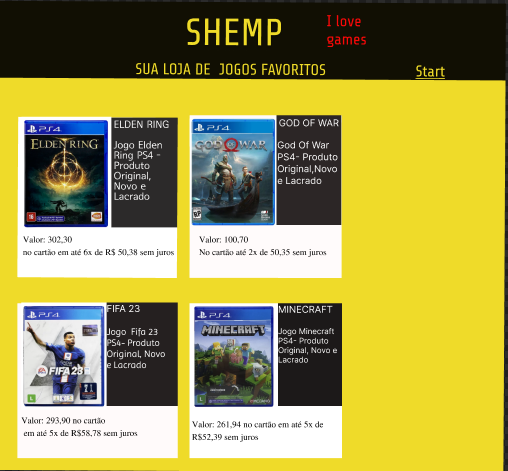 SHEMP
I love
games
SUA LOJA DE JOGOS FAVORITOS
Start
PS4
ELDEN RING
ELDEN RING
Jogo Elden
Ring PS4 -
Produto
Original,
Novo e
Lacrado
Valor: 302,30
no cartão em até 6x de R$ 50,38 sem juros
PS4
GOD OF WAR
GOD OF WAR
God Of War
PS4- Produto
Original,Novo
e Lacrado
Valor: 100,70
No cartão até 2x de 50,35 sem juros
PS4
FIFA 23
FIFA 23
Jogo Fifa 23
PS4- Produto
Original, Novo
e Lacrado
Valor: 293,90 no cartão
em até 5x de R$58,78 sem juros
PS4
MINECRAFT
MINECRAFT
Jogo Minecraft
PS4- Produto
Original, Novo e
Lacrado
Valor: 261,94 no cartão em até 5x de
R$52,39 sem juros